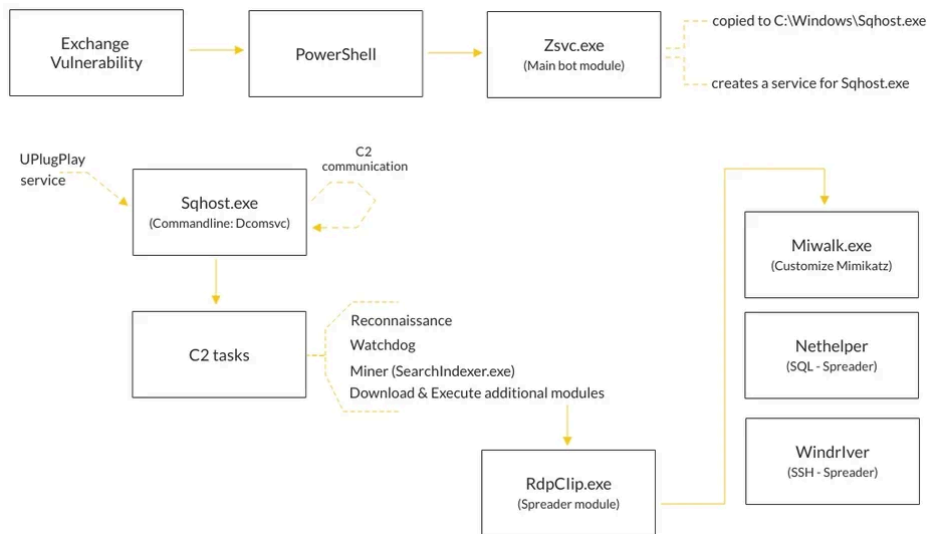 Exchange
Vulnerability
PowerShell
Zsvc.exe
(Main bot module)
copied to C:\Windows\Sqhost.exe
creates a service for Sqhost.exe
UPlugPlay
service
Sqhost.exe
(Commandline: Dcomsvc)
C2
communication
C2 tasks
Reconnaissance
Watchdog
Miner (SearchIndexer.exe)
Download & Execute additional modules
RdpClip.exe
(Spreader module)
Miwalk.exe
(Customize Mimikatz)
Nethelper
(SQL - Spreader)
WindrIver
(SSH - Spreader)